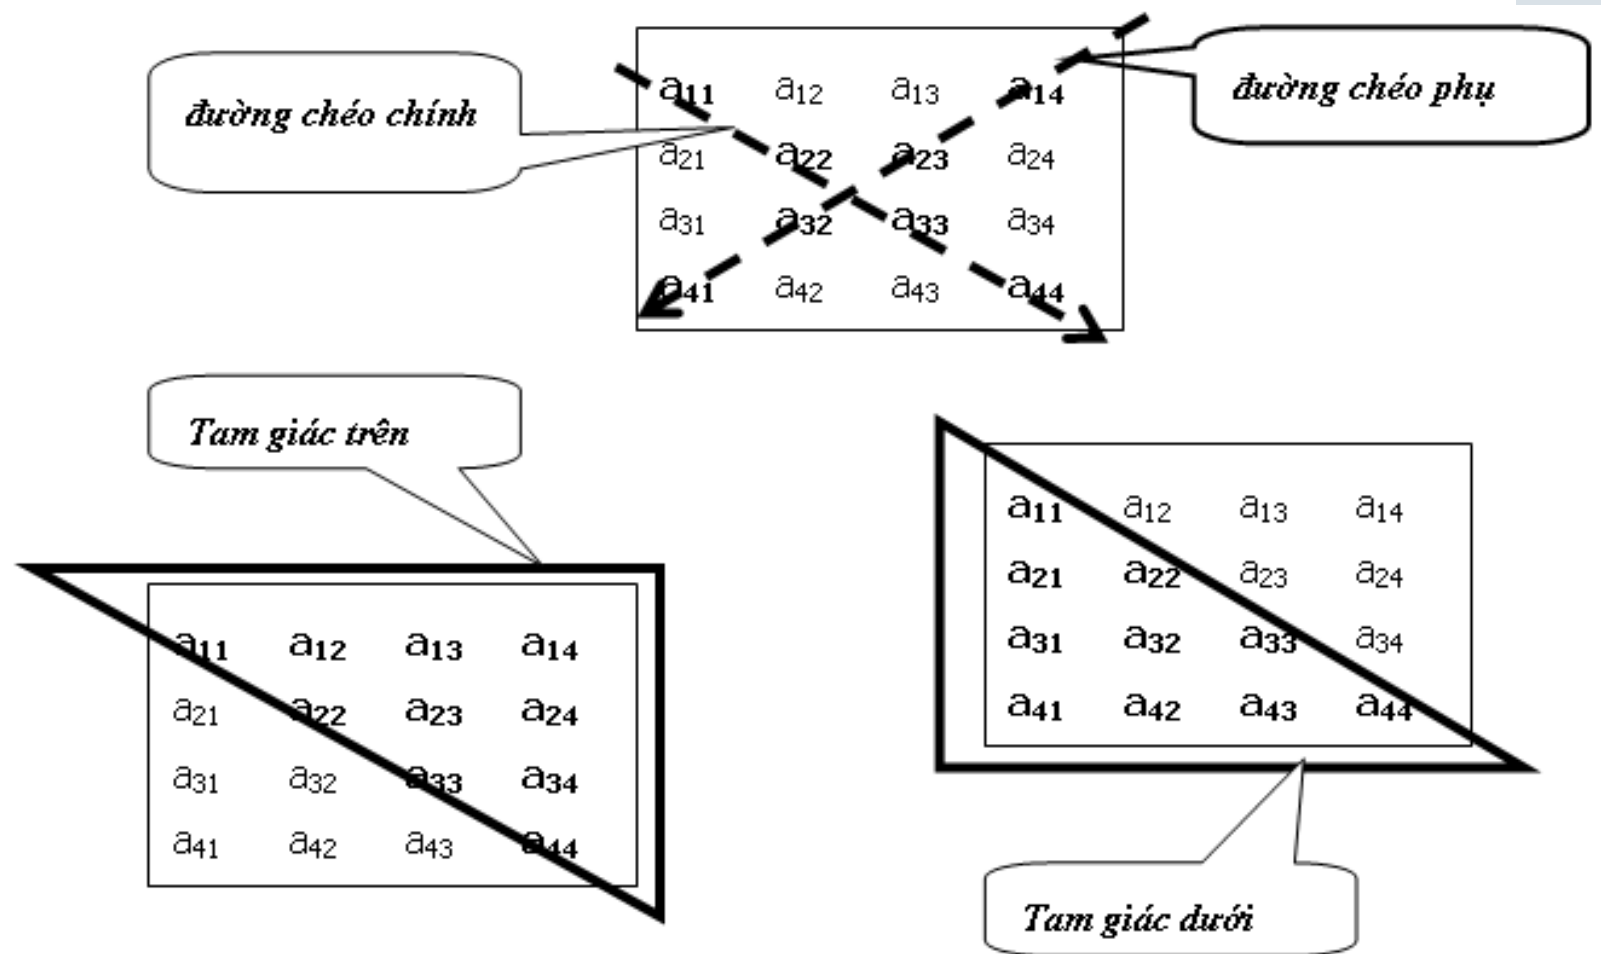 đường chéo chính
đường chéo phụ
a11 a12 a13 a14
a21 a22 a23 a24
a31 a32 a33 a34
a41 a42 a43 a44
Tam giác trên
a11 a12 a13 a14
a21 a22 a23 a24
a31 a32 a33 a34
a41 a42 a43 a44
a11 a12 a13 a14
a21 a22 a23 a24
a31 a32 a33 a34
a41 a42 a43 a44
Tam giác dưới